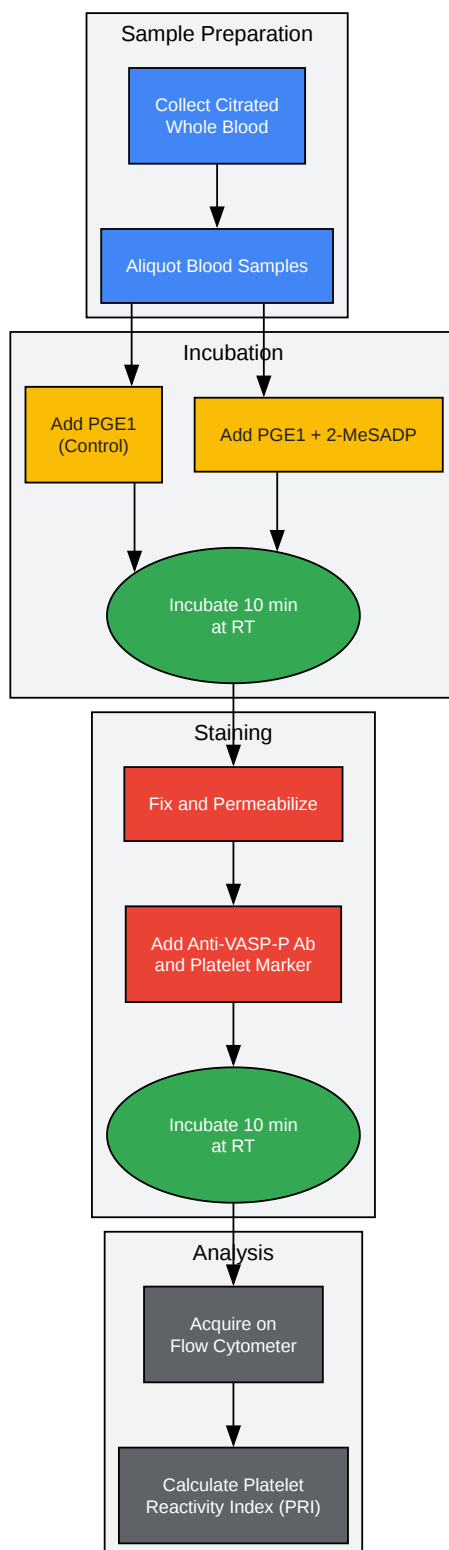 Sample Preparation
Collect Citrated
Whole Blood
Aliquot Blood Samples
Incubation
Add PGE1
(Control)
Add PGE1 + 2-MeSADP
Incubate 10 min
at RT
Staining
Fix and Permeabilize
Add Anti-VASP-P Ab
and Platelet Marker
Incubate 10 min
at RT
Analysis
Acquire on
Flow Cytometer
Calculate Platelet
Reactivity Index (PRI)